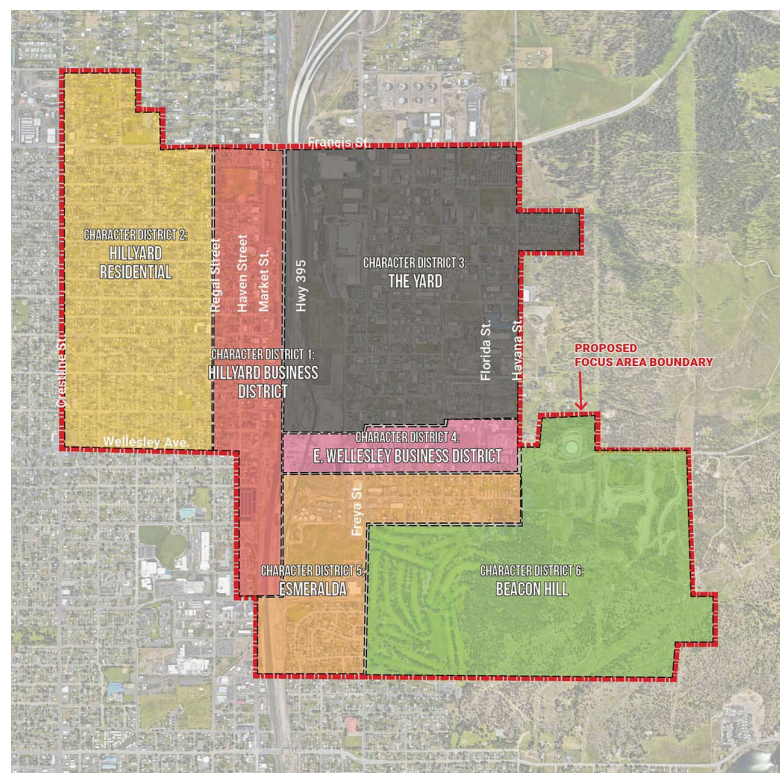 Francis St.
CHARACTER DISTRICT 2:
HILLYARD
RESIDENTIAL
Regal Street
Haven Street
Market St.
Hwy 395
CHARACTER DISTRICT 3:
THE YARD
Florida St.
Havana St.
PROPOSED
FOCUS AREA BOUNDARY
Crestline St.
CHARACTER DISTRICT 1:
HILLYARD BUSINESS
DISTRICT
Wellesley Ave.
CHARACTER DISTRICT 4:
E. WELLESLEY BUSINESS DISTRICT
Freya St.
CHARACTER DISTRICT 5:
ESMERALDA
CHARACTER DISTRICT 6:
BEACON HILL